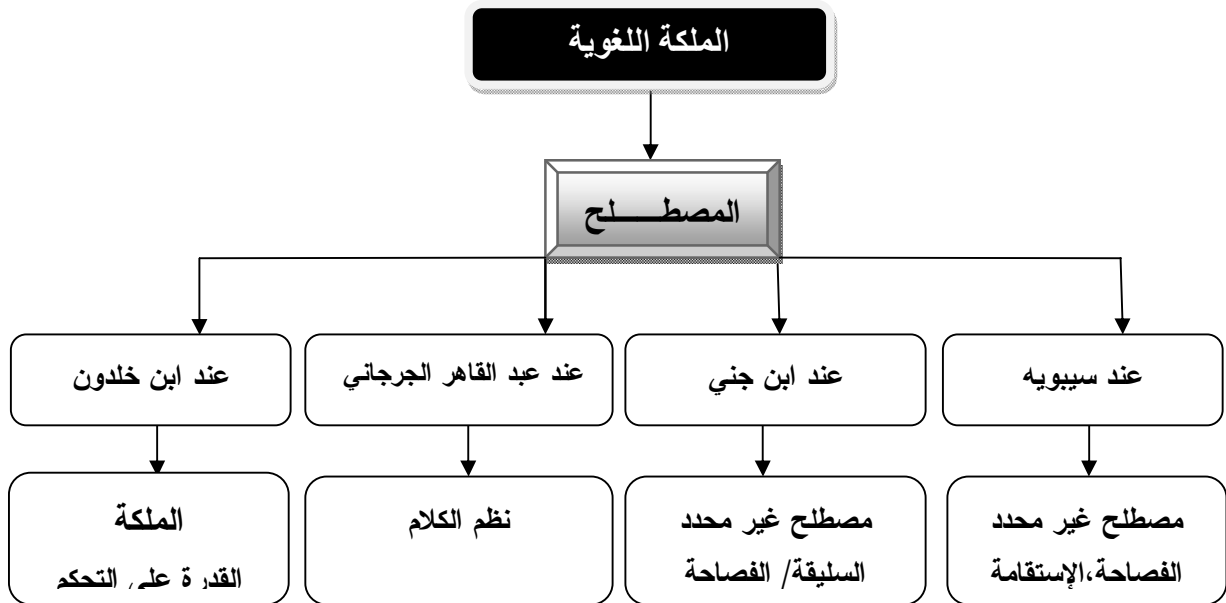 الملكة اللغوية
المصطـــــلح
عند سيبويه
عند ابن جني
عند عبد القاهر الجرجاني
عند ابن خلدون
مصطلح غير محدد
الفصاحة،الإستقامة
مصطلح غير محدد
السليقة/ الفصاحة
نظم الكلام
الملكة
القدرة على التحكم